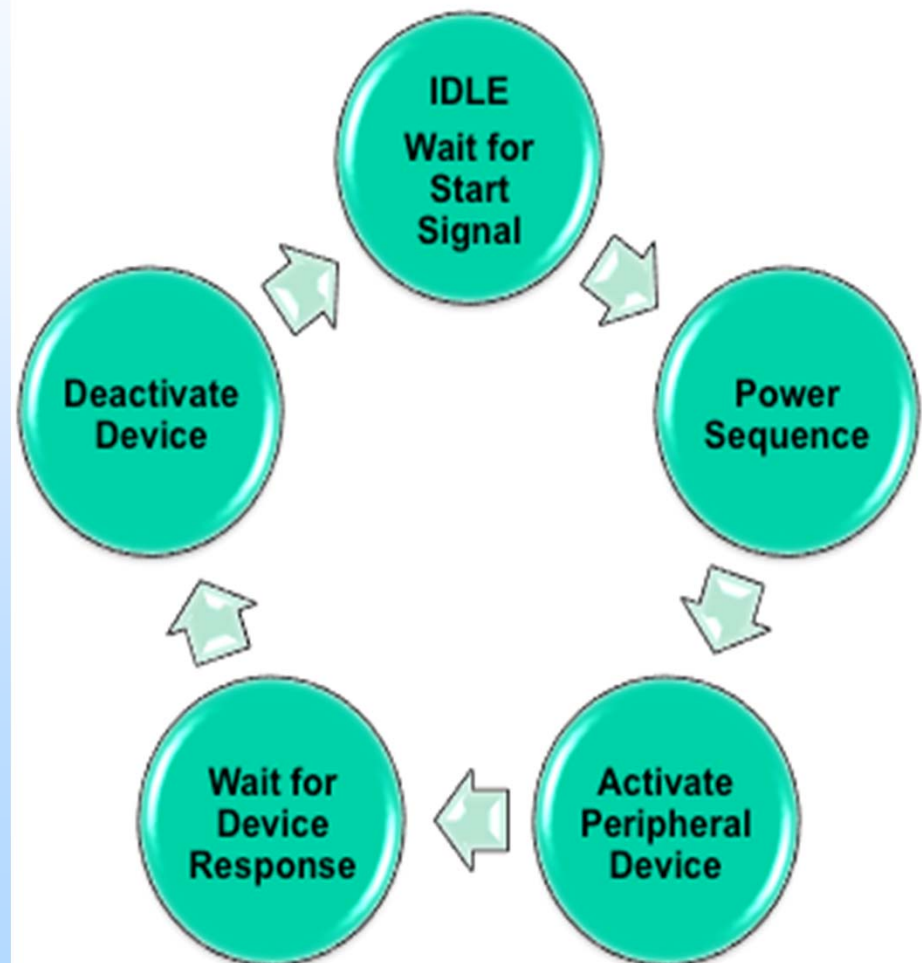 IDLE
Wait for
Start
Signal
Power
Sequence
Activate
Peripheral
Device
Wait for
Device
Response
Deactivate
Device